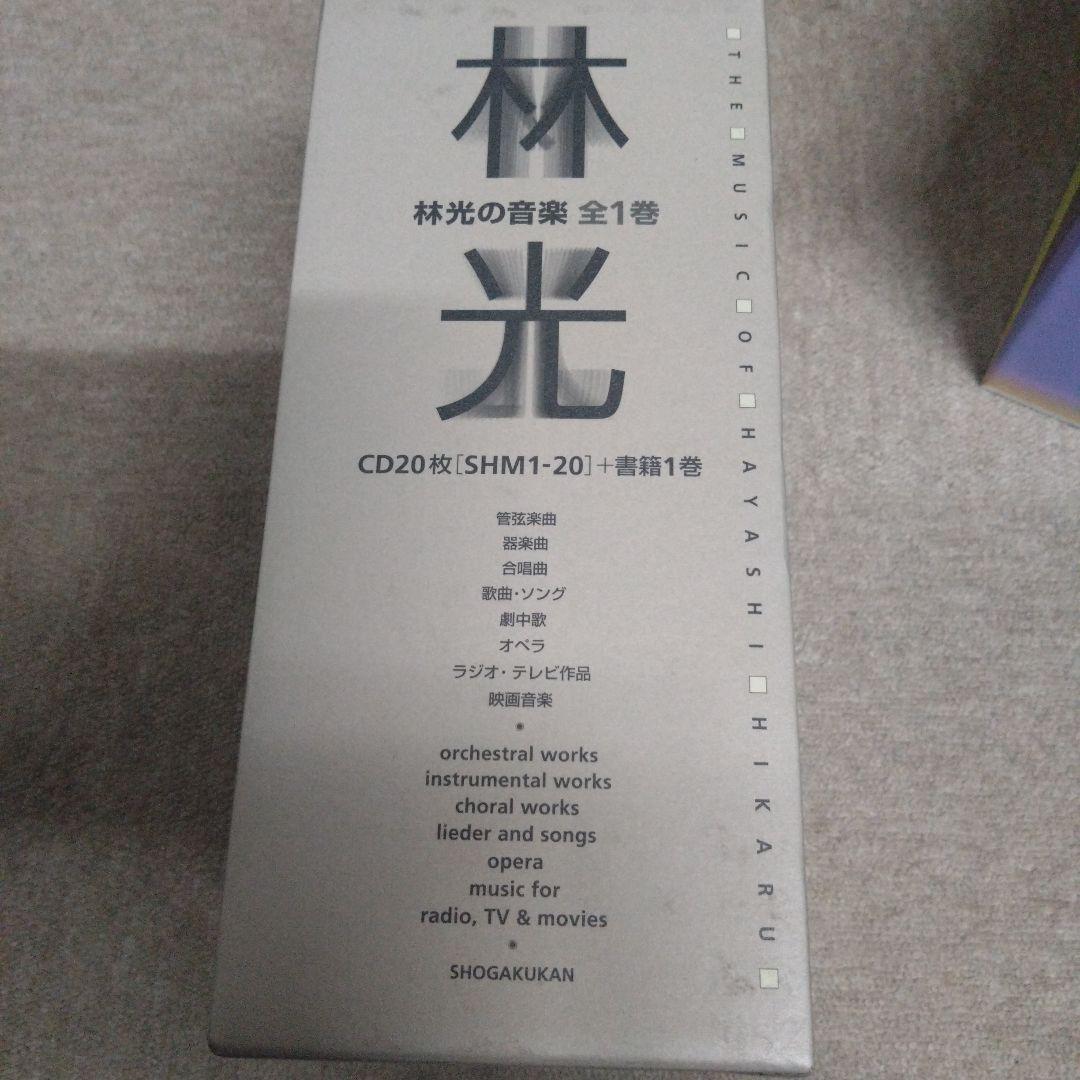 林
林光の音楽 全1巻
光
CD20枚[SHM1-20]+書籍1巻
管弦楽曲
器楽曲
合唱曲
歌曲・ソング
劇中歌
オペラ
ラジオ・テレビ作品
映画音楽
orchestral works
instrumental works
choral works
lieder and songs
opera
music for
radio, TV & movies
SHOGAKUKAN
THE MUSIC OF HAYASHI HIKARU